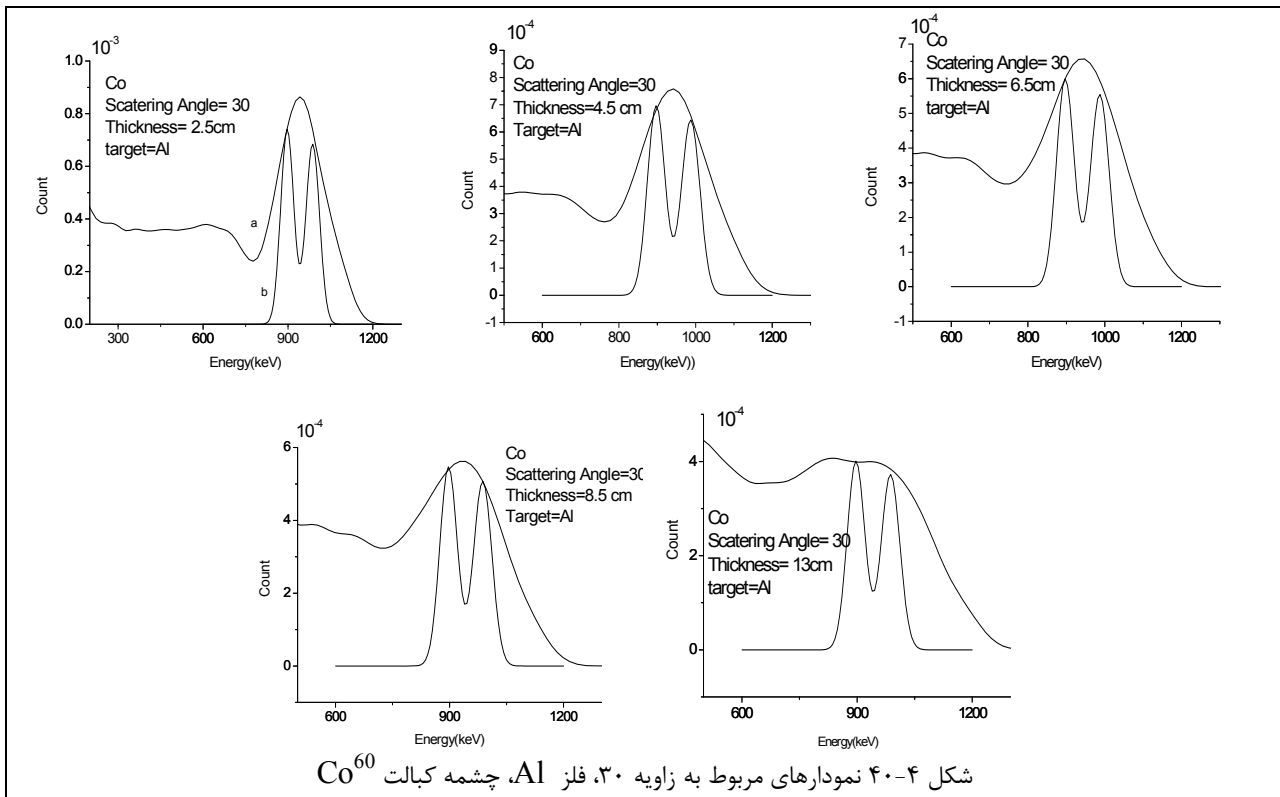 10^-3
1.0
0.8
0.6
0.4
0.2
0.0
Count
Co
Scatering Angle= 30
Thickness= 2.5cm
target=Al
a
b
300
600
900
1200
Energy(keV)
10^-4
9
8
7
6
5
4
3
2
1
0
-1
Count
Co
Scattering Angle=30
Thickness=4.5 cm
Target=Al
600
800
1000
1200
Energy(keV))
10^-4
7
6
5
4
3
2
1
0
-1
Count
Co
Scatering Angle= 30
Thickness= 6.5cm
target=Al
600
800
1000
1200
Energy(keV)
10^-4
6
4
2
0
Count
Co
Scattering Angle=30
Thickness=8.5 cm
Target=Al
600
900
1200
Energy(keV)
10^-4
4
2
0
Count
Co
Scatering Angle= 30
Thickness= 13cm
target=Al
600
900
1200
Energy(keV)
شکل ۴-۴۰ نمودارهای مربوط به زاویه ۳۰، فلز Al، چشمه کبالت Co^60